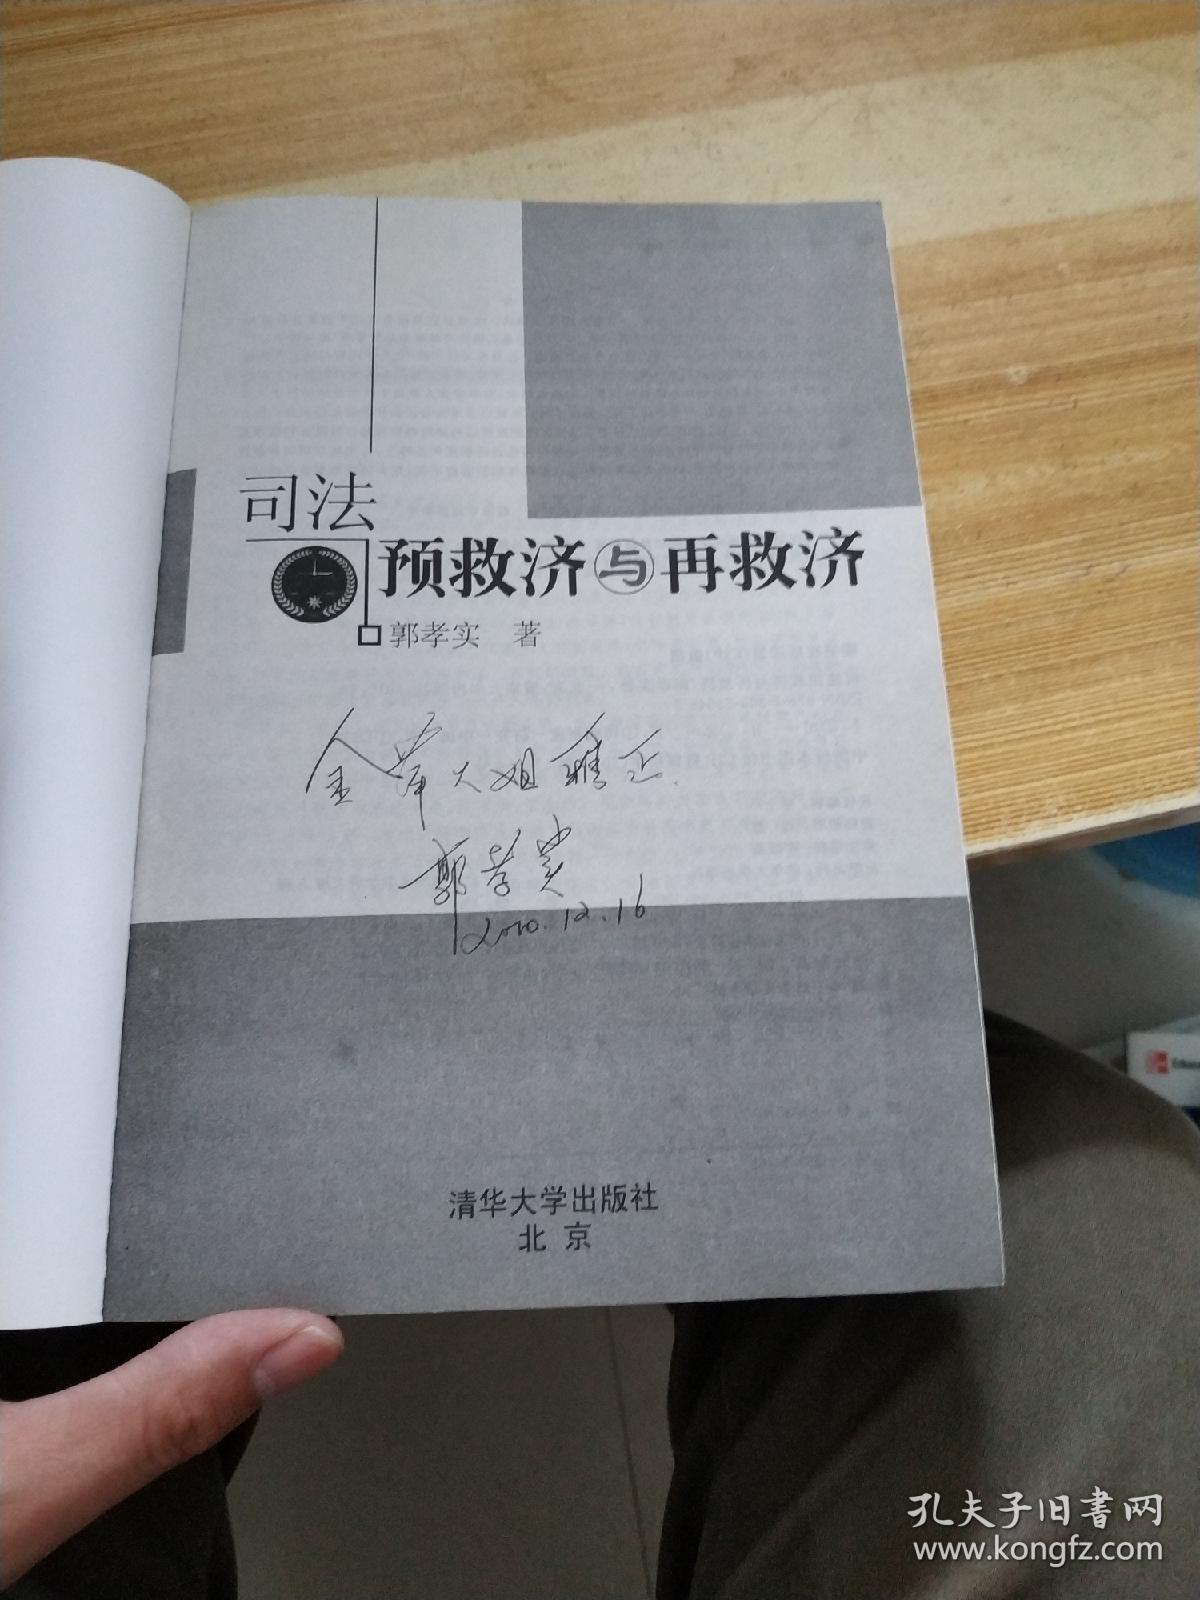 司法
预救济与再救济
郭孝实 著
金萍大姐雅正
郭孝实
2010.12.16
清华大学出版社
北京
孔夫子旧书网
www.kongfz.com